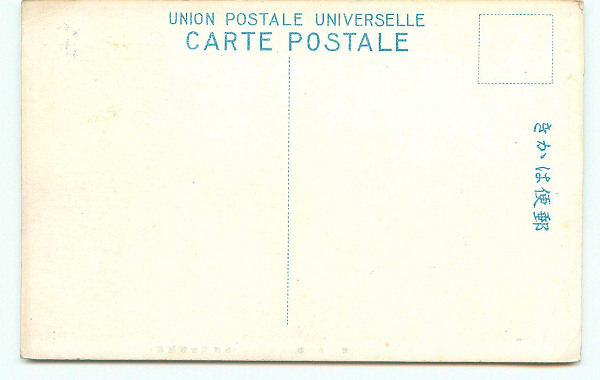 UNION POSTALE UNIVERSELLE
CARTE POSTALE
郵便はかき